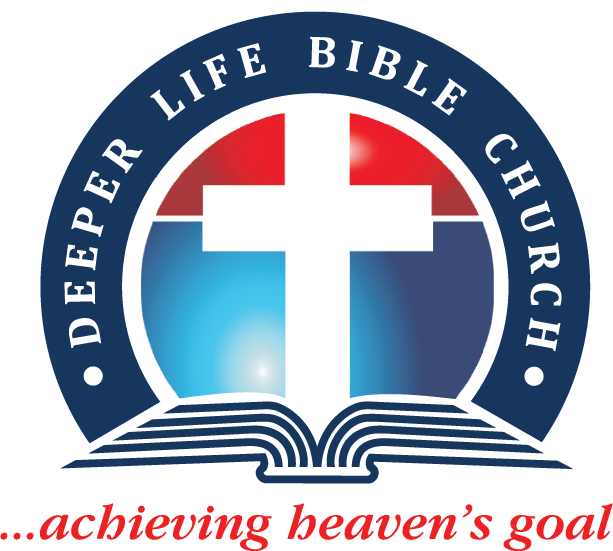 • DEEPER LIFE BIBLE CHURCH •
...achieving heaven's goal